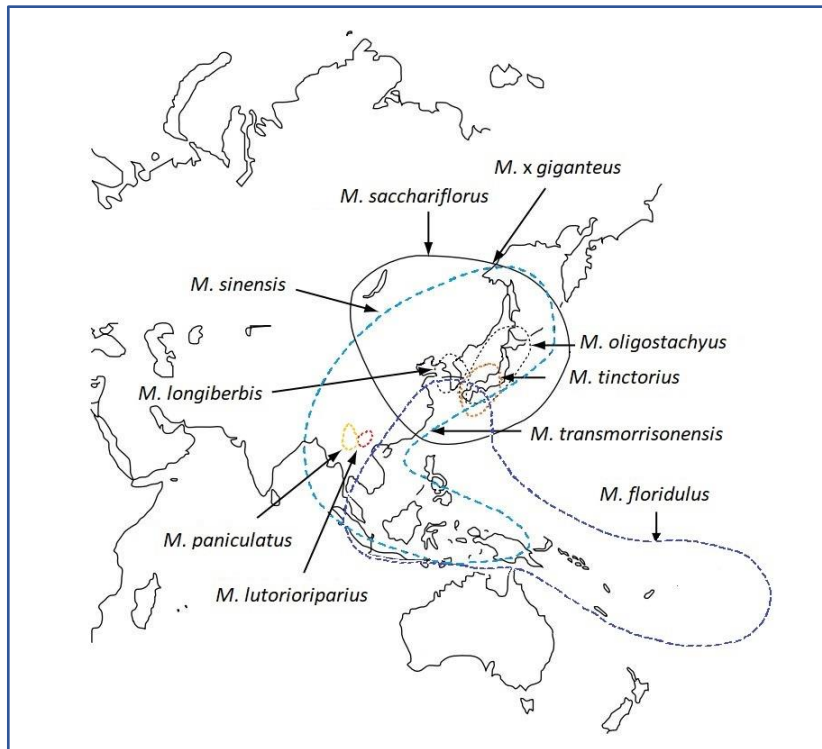 M. x giganteus
M. sacchariflorus
M. sinensis
M. oligostachyus
M. longiberbis
M. tinctorius
M. transmorrisonensis
M. floridulus
M. paniculatus
M. lutorioriparius